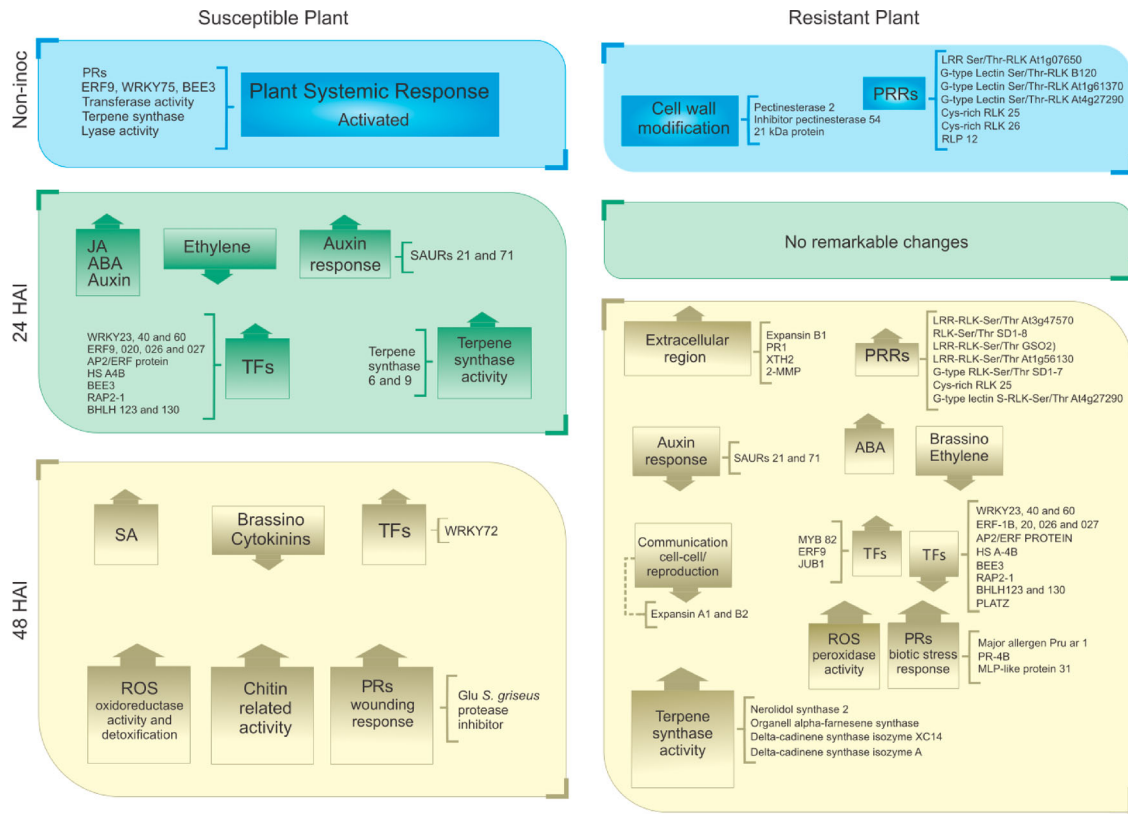 Susceptible Plant
Resistant Plant
Non-inoc
PRs
ERF9, WRKY75, BEE3
Transferase activity
Terpene synthase
Lyase activity
Plant Systemic Response
Activated
Cell wall
modification
Pectinesterase 2
Inhibitor pectinesterase 54
21 kDa protein
PRRs
LRR Ser/Thr-RLK At1g07650
G-type Lectin Ser/Thr-RLK B120
G-type Lectin Ser/Thr-RLK At1g61370
G-type Lectin Ser/Thr-RLK At4g27290
Cys-rich RLK 25
Cys-rich RLK 26
RLP 12
24 HAI
JA
ABA
Auxin
Ethylene
Auxin
response
SAURs 21 and 71
WRKY23, 40 and 60
ERF9, 020, 026 and 027
AP2/ERF protein
HS A4B
BEE3
RAP2-1
BHLH 123 and 130
TFs
Terpene
synthase
6 and 9
Terpene
synthase
activity
No remarkable changes
48 HAI
SA
Brassino
Cytokinins
TFs
WRKY72
ROS
oxidoreductase
activity and
detoxification
Chitin
related
activity
PRs
wounding
response
Glu S. griseus
protease
inhibitor
Extracellular
region
Expansin B1
PR1
XTH2
2-MMP
PRRs
LRR-RLK-Ser/Thr At3g47570
RLK-Ser/Thr SD1-8
LRR-RLK-Ser/Thr GSO2)
LRR-RLK-Ser/Thr At1g56130
G-type RLK-Ser/Thr SD1-7
Cys-rich RLK 25
G-type lectin S-RLK-Ser/Thr At4g27290
Auxin
response
SAURs 21 and 71
ABA
Brassino
Ethylene
Communication
cell-cell/
reproduction
Expansin A1 and B2
MYB 82
ERF9
JUB1
TFs
TFs
WRKY23, 40 and 60
ERF-1B, 20, 026 and 027
AP2/ERF PROTEIN
HS A-4B
BEE3
RAP2-1
BHLH123 and 130
PLATZ
ROS
peroxidase
activity
PRs
biotic stress
response
Major allergen Pru ar 1
PR-4B
MLP-like protein 31
Terpene
synthase
activity
Nerolidol synthase 2
Organell alpha-farnesene synthase
Delta-cadinene synthase isozyme XC14
Delta-cadinene synthase isozyme A